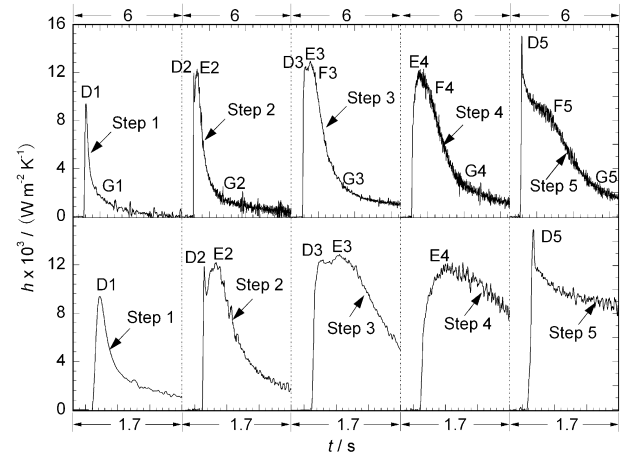 6 6 6 6 6
16
D5
D3 E3
D2 E2 E4
F3
12
F4
D1
F5
8
Step 3
Step 1 Step 2 Step 4
4
G3 G4 G5
G1 G2 Step 5
0
h x 10³ / (W m⁻² K⁻¹)
D5
D2 E2 D3 E3 E4
12
D1
Step 2
8
Step 1 Step 3 Step 4 Step 5
4
0
1.7 1.7 1.7 1.7 1.7
t / s